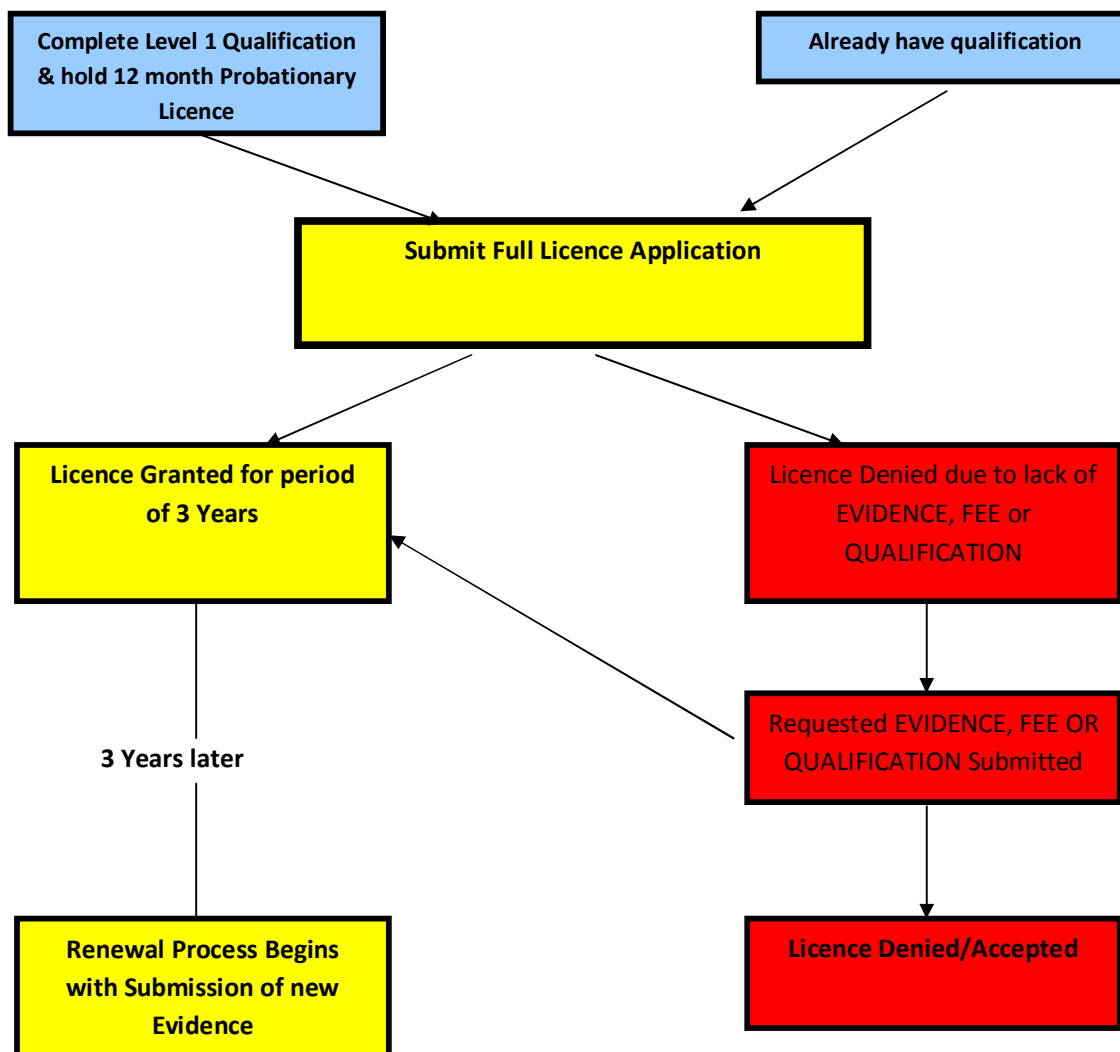 Complete Level 1 Qualification
& hold 12 month Probationary
Licence
Already have qualification
Submit Full Licence Application
Licence Granted for period
of 3 Years
Licence Denied due to lack of
EVIDENCE, FEE or
QUALIFICATION
Requested EVIDENCE, FEE OR
QUALIFICATION Submitted
3 Years later
Renewal Process Begins
with Submission of new
Evidence
Licence Denied/Accepted